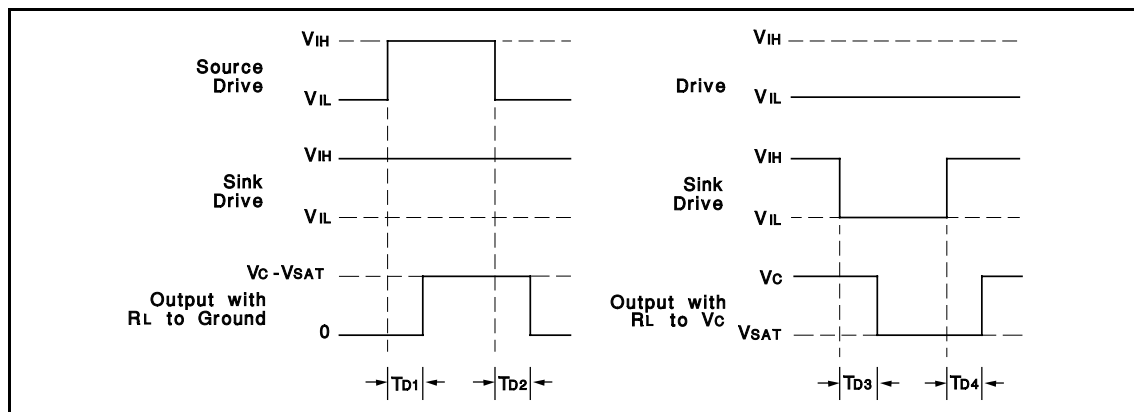 VIH
Source
Drive
VIL
VIH
Sink
Drive
VIL
VC-VSAT
Output with
RL to Ground
0
TD1
TD2
VIH
Drive
VIL
VIH
Sink
Drive
VIL
VC
Output with
RL to VC
VSAT
TD3
TD4